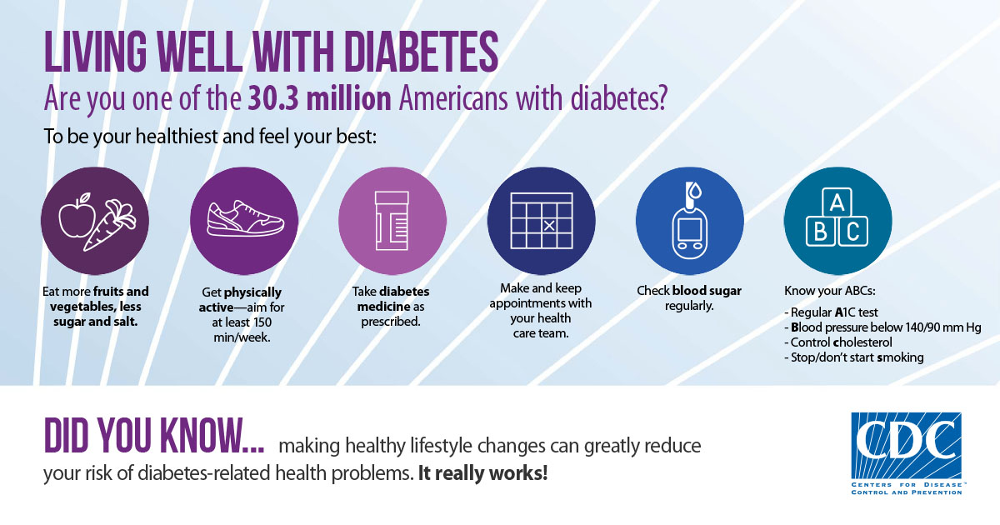 LIVING WELL WITH DIABETES
Are you one of the 30.3 million Americans with diabetes?
To be your healthiest and feel your best:
Eat more fruits and
vegetables, less
sugar and salt.
Get physically
active—aim for
at least 150
min/week.
Take diabetes
medicine as
prescribed.
Make and keep
appointments with
your health
care team.
Check blood sugar
regularly.
A
B C
Know your ABCs:
- Regular A1C test
- Blood pressure below 140/90 mm Hg
- Control cholesterol
- Stop/don’t start smoking
DID YOU KNOW... making healthy lifestyle changes can greatly reduce
your risk of diabetes-related health problems. It really works!
CDC
CENTERS FOR DISEASE™
CONTROL AND PREVENTION